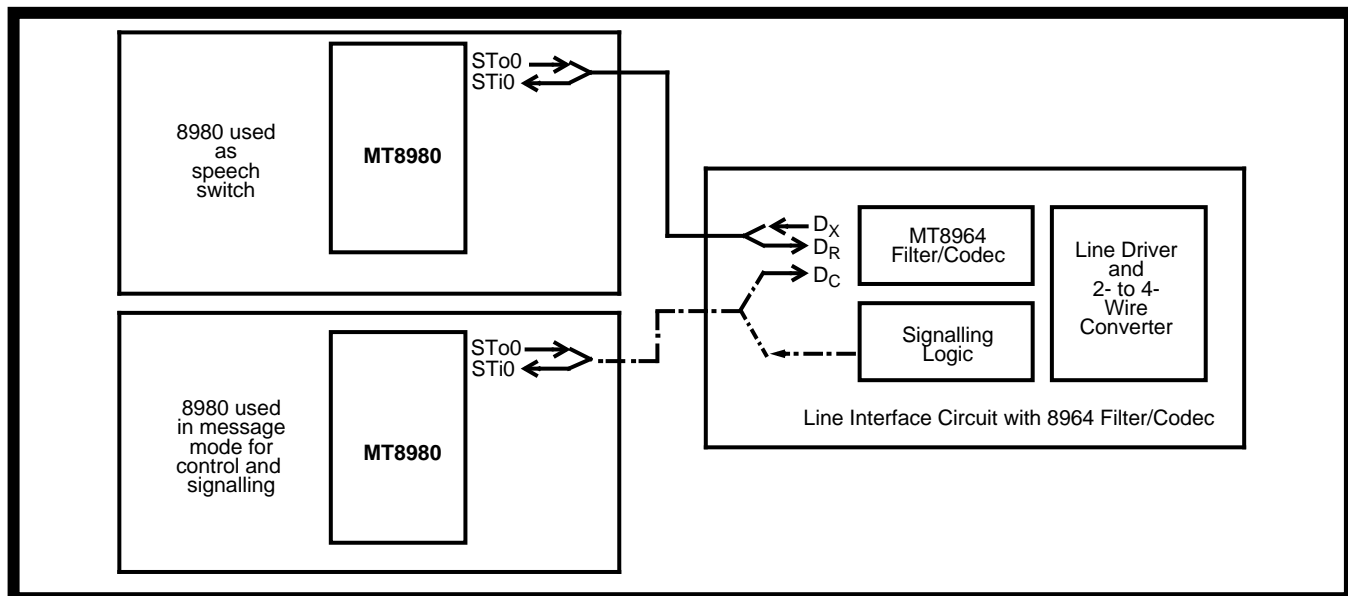 STo0
STi0
8980 used
as
speech
switch
MT8980
DX
DR
DC
MT8964
Filter/Codec
Line Driver
and
2- to 4-
Wire
Converter
Signalling
Logic
Line Interface Circuit with 8964 Filter/Codec
STo0
STi0
8980 used
in message
mode for
control and
signalling
MT8980